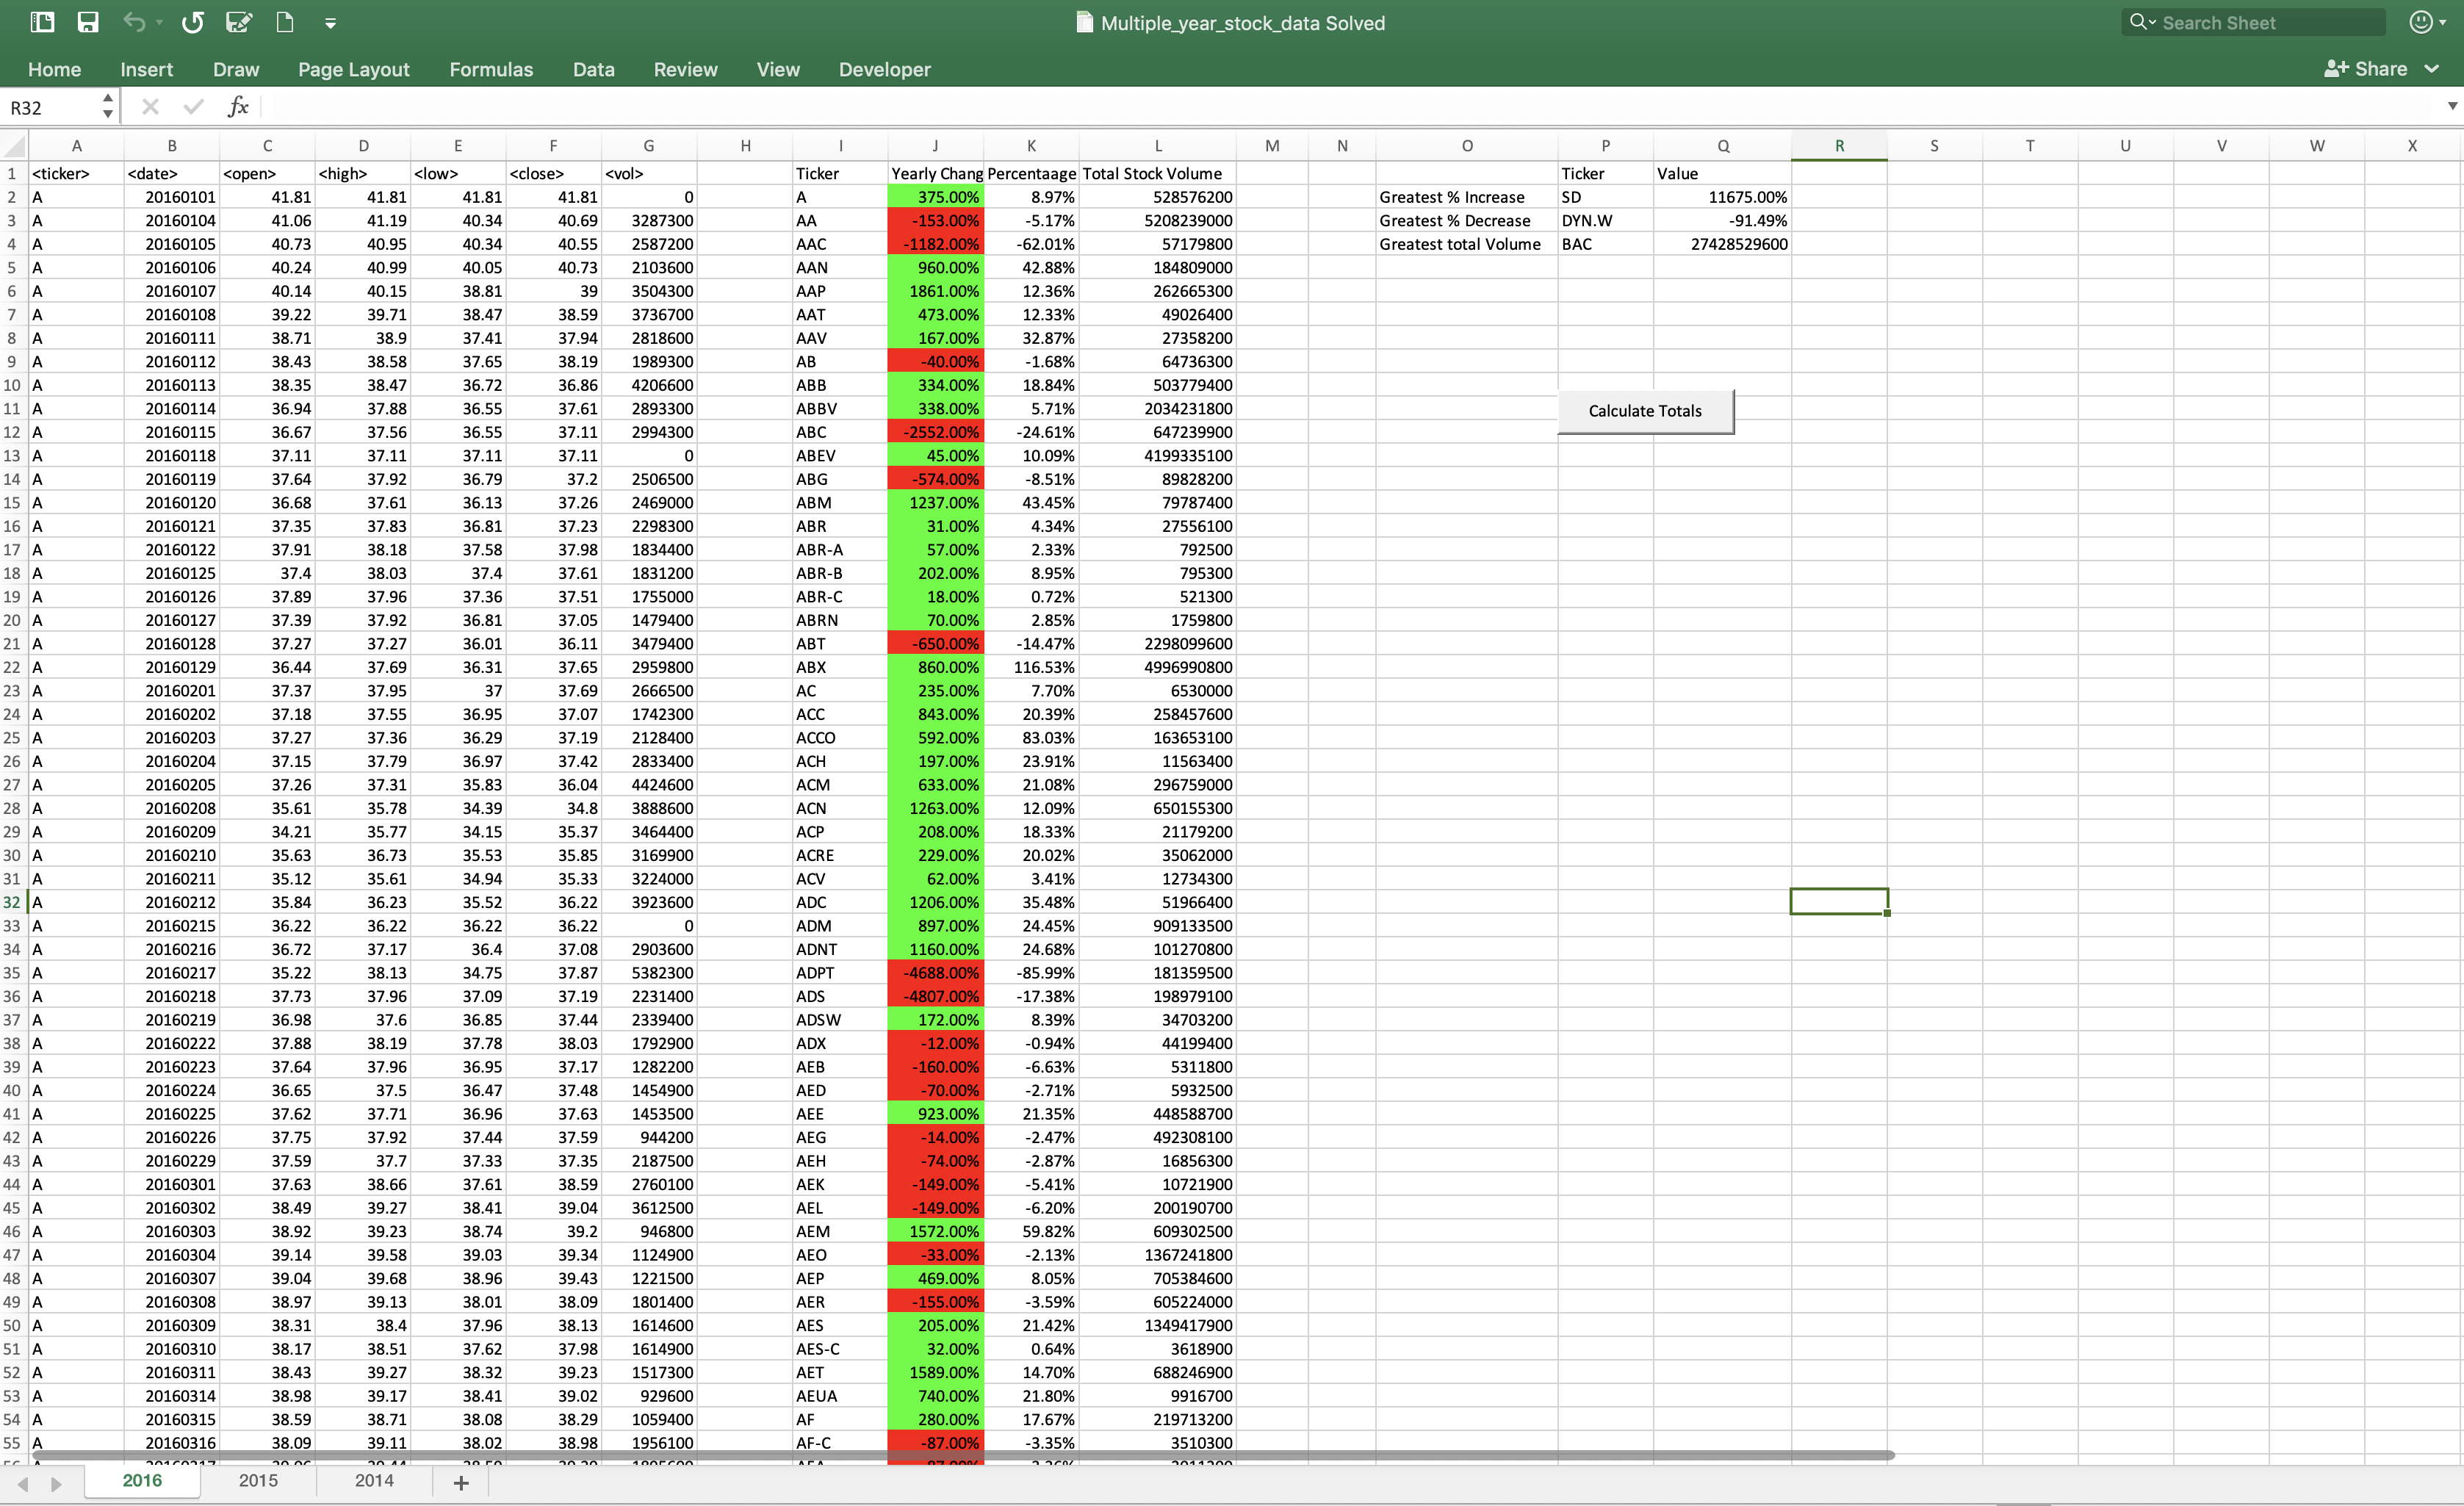 Multiple_year_stock_data Solved
Search Sheet
Home Insert Draw Page Layout Formulas Data Review View Developer Share
R32 fx
A B C D E F G H I J K L M N O P Q R S T U V W X
1 <ticker> <date> <open> <high> <low> <close> <vol> Ticker Yearly Chang Percentaage Total Stock Volume Ticker Value
2 A 20160101 41.81 41.81 41.81 41.81 0 A 375.00% 8.97% 528576200 Greatest % Increase SD 11675.00%
3 A 20160104 41.06 41.19 40.34 40.69 3287300 AA -153.00% -5.17% 5208239000 Greatest % Decrease DYN.W -91.49%
4 A 20160105 40.73 40.95 40.34 40.55 2587200 AAC -1182.00% -62.01% 57179800 Greatest total Volume BAC 27428529600
5 A 20160106 40.24 40.99 40.05 40.73 2103600 AAN 960.00% 42.88% 184809000
6 A 20160107 40.14 40.15 38.81 39 3504300 AAP 1861.00% 12.36% 262665300
7 A 20160108 39.22 39.71 38.47 38.59 3736700 AAT 473.00% 12.33% 49026400
8 A 20160111 38.71 38.9 37.41 37.94 2818600 AAV 167.00% 32.87% 27358200
9 A 20160112 38.43 38.58 37.65 38.19 1989300 AB -40.00% -1.68% 64736300
10 A 20160113 38.35 38.47 36.72 36.86 4206600 ABB 334.00% 18.84% 503779400
11 A 20160114 36.94 37.88 36.55 37.61 2893300 ABBV 338.00% 5.71% 2034231800 Calculate Totals
12 A 20160115 36.67 37.56 36.55 37.11 2994300 ABC -2552.00% -24.61% 647239900
13 A 20160118 37.11 37.11 37.11 37.11 0 ABEV 45.00% 10.09% 4199335100
14 A 20160119 37.64 37.92 36.79 37.2 2506500 ABG -574.00% -8.51% 89828200
15 A 20160120 36.68 37.61 36.13 37.26 2469000 ABM 1237.00% 43.45% 79787400
16 A 20160121 37.35 37.83 36.81 37.23 2298300 ABR 31.00% 4.34% 27556100
17 A 20160122 37.91 38.18 37.58 37.98 1834400 ABR-A 57.00% 2.33% 792500
18 A 20160125 37.4 38.03 37.4 37.61 1831200 ABR-B 202.00% 8.95% 795300
19 A 20160126 37.89 37.96 37.36 37.51 1755000 ABR-C 18.00% 0.72% 521300
20 A 20160127 37.39 37.92 36.81 37.05 1479400 ABRN 70.00% 2.85% 1759800
21 A 20160128 37.27 37.27 36.01 36.11 3479400 ABT -650.00% -14.47% 2298099600
22 A 20160129 36.44 37.69 36.31 37.65 2959800 ABX 860.00% 116.53% 4996990800
23 A 20160201 37.37 37.95 37 37.69 2666500 AC 235.00% 7.70% 6530000
24 A 20160202 37.18 37.55 36.95 37.07 1742300 ACC 843.00% 20.39% 258457600
25 A 20160203 37.27 37.36 36.29 37.19 2128400 ACCO 592.00% 83.03% 163653100
26 A 20160204 37.15 37.79 36.97 37.42 2833400 ACH 197.00% 23.91% 11563400
27 A 20160205 37.26 37.31 35.83 36.04 4424600 ACM 633.00% 21.08% 296759000
28 A 20160208 35.61 35.78 34.39 34.8 3888600 ACN 1263.00% 12.09% 650155300
29 A 20160209 34.21 35.77 34.15 35.37 3464400 ACP 208.00% 18.33% 21179200
30 A 20160210 35.63 36.73 35.53 35.85 3169900 ACRE 229.00% 20.02% 35062000
31 A 20160211 35.12 35.61 34.94 35.33 3224000 ACV 62.00% 3.41% 12734300
32 A 20160212 35.84 36.23 35.52 36.22 3923600 ADC 1206.00% 35.48% 51966400
33 A 20160215 36.22 36.22 36.22 36.22 0 ADM 897.00% 24.45% 909133500
34 A 20160216 36.72 37.17 36.4 37.08 2903600 ADNT 1160.00% 24.68% 101270800
35 A 20160217 35.22 38.13 34.75 37.87 5382300 ADPT -4688.00% -85.99% 181359500
36 A 20160218 37.73 37.96 37.09 37.19 2231400 ADS -4807.00% -17.38% 198979100
37 A 20160219 36.98 37.6 36.85 37.44 2339400 ADSW 172.00% 8.39% 34703200
38 A 20160222 37.88 38.19 37.78 38.03 1792900 ADX -12.00% -0.94% 44199400
39 A 20160223 37.64 37.96 36.95 37.17 1282200 AEB -160.00% -6.63% 5311800
40 A 20160224 36.65 37.5 36.47 37.48 1454900 AED -70.00% -2.71% 5932500
41 A 20160225 37.62 37.71 36.96 37.63 1453500 AEE 923.00% 21.35% 448588700
42 A 20160226 37.75 37.92 37.44 37.59 944200 AEG -14.00% -2.47% 492308100
43 A 20160229 37.59 37.7 37.33 37.35 2187500 AEH -74.00% -2.87% 16856300
44 A 20160301 37.63 38.66 37.61 38.59 2760100 AEK -149.00% -5.41% 10721900
45 A 20160302 38.49 39.27 38.41 39.04 3612500 AEL -149.00% -6.20% 200190700
46 A 20160303 38.92 39.23 38.74 39.2 946800 AEM 1572.00% 59.82% 609302500
47 A 20160304 39.14 39.58 39.03 39.34 1124900 AEO -33.00% -2.13% 1367241800
48 A 20160307 39.04 39.68 38.96 39.43 1221500 AEP 469.00% 8.05% 705384600
49 A 20160308 38.97 39.13 38.01 38.09 1801400 AER -155.00% -3.59% 605224000
50 A 20160309 38.31 38.4 37.96 38.13 1614600 AES 205.00% 21.42% 1349417900
51 A 20160310 38.17 38.51 37.62 37.98 1614900 AES-C 32.00% 0.64% 3618900
52 A 20160311 38.43 39.27 38.32 39.23 1517300 AET 1589.00% 14.70% 688246900
53 A 20160314 38.98 39.17 38.41 39.02 929600 AEUA 740.00% 21.80% 9916700
54 A 20160315 38.59 38.71 38.08 38.29 1059400 AF 280.00% 17.67% 219713200
55 A 20160316 38.09 39.11 38.02 38.98 1956100 AF-C -87.00% -3.35% 3510300
2016 2015 2014 +